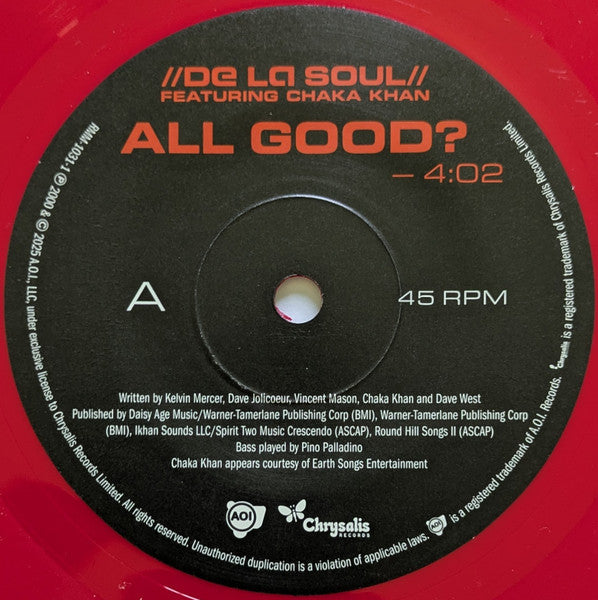 //De La SOUL//
FEATURING CHAKA KHAN
ALL GOOD?
– 4:02
A
45 RPM
Written by Kelvin Mercer, Dave Jolicoeur, Vincent Mason, Chaka Khan and Dave West
Published by Daisy Age Music/Warner-Tamerlane Publishing Corp (BMI), Warner-Tamerlane Publishing Corp
(BMI), Ikhan Sounds LLC/Spirit Two Music Crescendo (ASCAP), Round Hill Songs II (ASCAP)
Bass played by Pino Palladino
Chaka Khan appears courtesy of Earth Songs Entertainment
AOI
Chrysalis
RECORDS
RMM-1031-1 ℗ 2000 & © 2025 A.O.I., LLC, under exclusive license to Chrysalis Records Limited. All rights reserved. Unauthorized duplication is a violation of applicable laws. AOI is a registered trademark of A.O.I. Records. Chrysalis is a registered trademark of Chrysalis Records Limited.